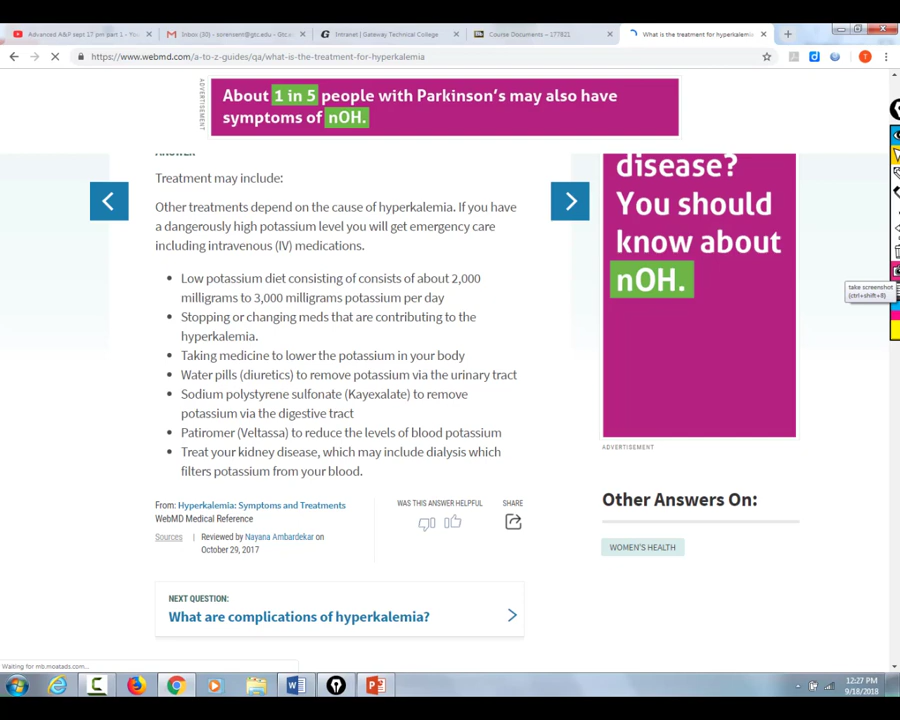 Advanced A&P sept 17 pm part 1 - You
Inbox (30) - sorensemt@gtc.edu - Gtc.e
Intranet | Gateway Technical College
Course Documents – 177821
What is the treatment for hyperkalemia
https://www.webmd.com/a-to-z-guides/qa/what-is-the-treatment-for-hyperkalemia
T
ADVERTISEMENT
About 1 in 5 people with Parkinson's may also have
symptoms of nOH.
ANSWER
Treatment may include:
Other treatments depend on the cause of hyperkalemia. If you have
a dangerously high potassium level you will get emergency care
including intravenous (IV) medications.
• Low potassium diet consisting of consists of about 2,000
milligrams to 3,000 milligrams potassium per day
• Stopping or changing meds that are contributing to the
hyperkalemia.
• Taking medicine to lower the potassium in your body
• Water pills (diuretics) to remove potassium via the urinary tract
• Sodium polystyrene sulfonate (Kayexalate) to remove
potassium via the digestive tract
• Patiromer (Veltassa) to reduce the levels of blood potassium
• Treat your kidney disease, which may include dialysis which
filters potassium from your blood.
From: Hyperkalemia: Symptoms and Treatments
WebMD Medical Reference
Sources | Reviewed by Nayana Ambardekar on
October 29, 2017
WAS THIS ANSWER HELPFUL
SHARE
NEXT QUESTION:
What are complications of hyperkalemia?
disease?
You should
know about
nOH.
ADVERTISEMENT
Other Answers On:
WOMEN'S HEALTH
take screenshot
(ctrl+shift+8)
Waiting for mb.moatads.com...
12:27 PM
9/18/2018